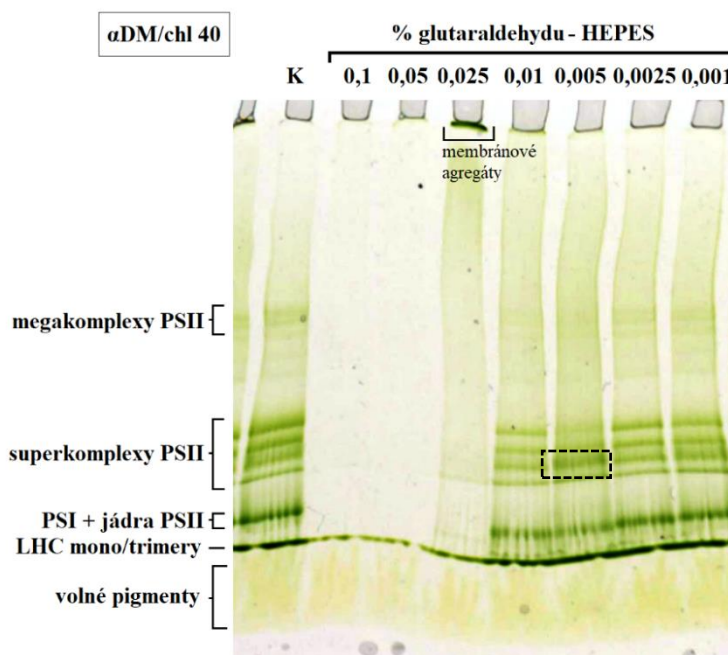 αDM/chl 40
% glutaraldehydu - HEPES
K 0,1 0,05 0,025 0,01 0,005 0,0025 0,001
membránové
agregáty
megakomplexy PSII
superkomplexy PSII
PSI + jádra PSII
LHC mono/trimery
volné pigmenty